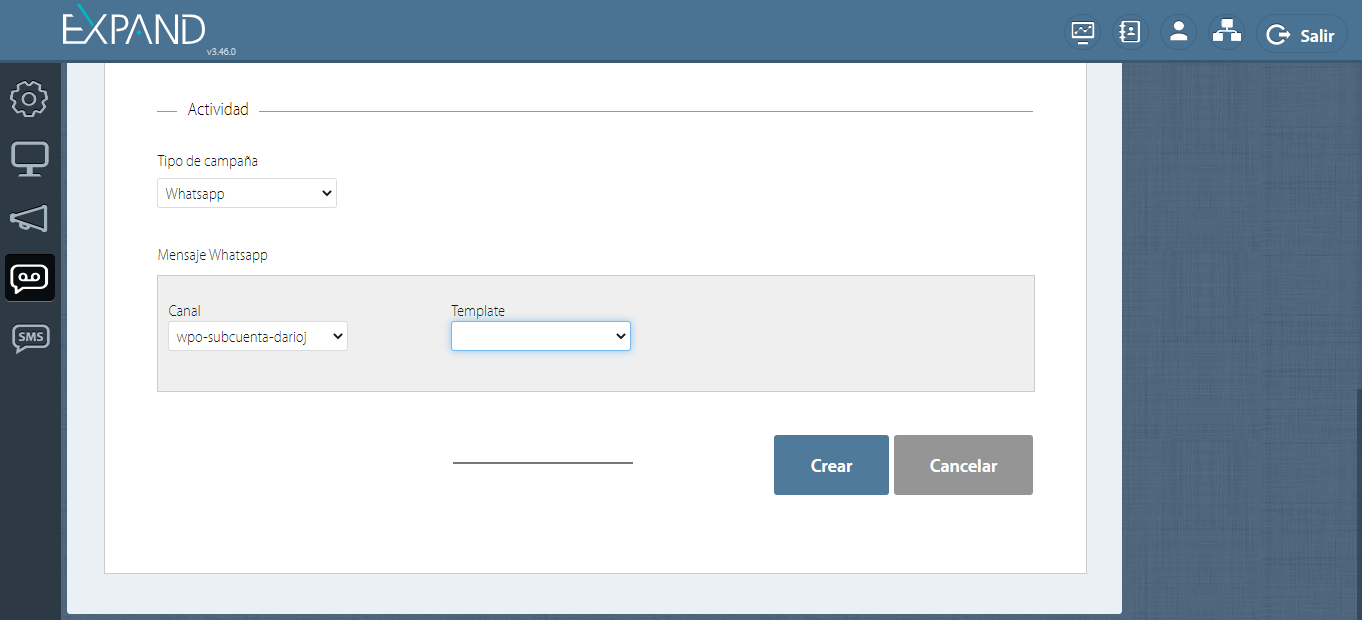 EXPAND
v3.46.0
Salir
Actividad
Tipo de campaña
Whatsapp
Mensaje Whatsapp
Canal
Template
wpo-subcuenta-darioj
SMS
Crear
Cancelar